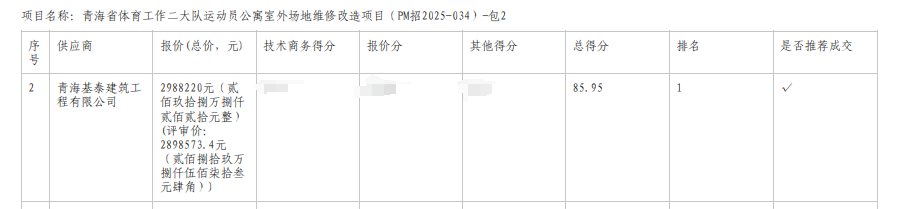 项目名称：青海省体育工作二大队运动员公寓室外场地维修改造项目（PM招2025-034）-包2
序号 供应商 报价(总价、元) 技术商务得分 报价分 其他得分 总得分 排名 是否推荐成交
2 青海基泰建筑工 2988220元（贰 85.95 1 √
程有限公司 佰玖拾捌万捌仟
贰佰贰拾元整）
(评审价:
2898573.4元
（贰佰捌拾玖万
捌仟伍佰柒拾叁
元肆角）)